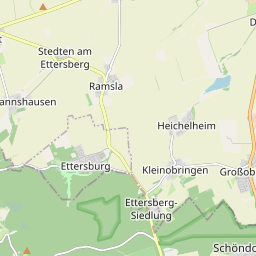 D
Stedten am
Ettersberg
Ramsla
annshausen
Heichelheim
Ettersburg
Kleinobringen
Großob
Ettersberg-
Siedlung
Schöndo